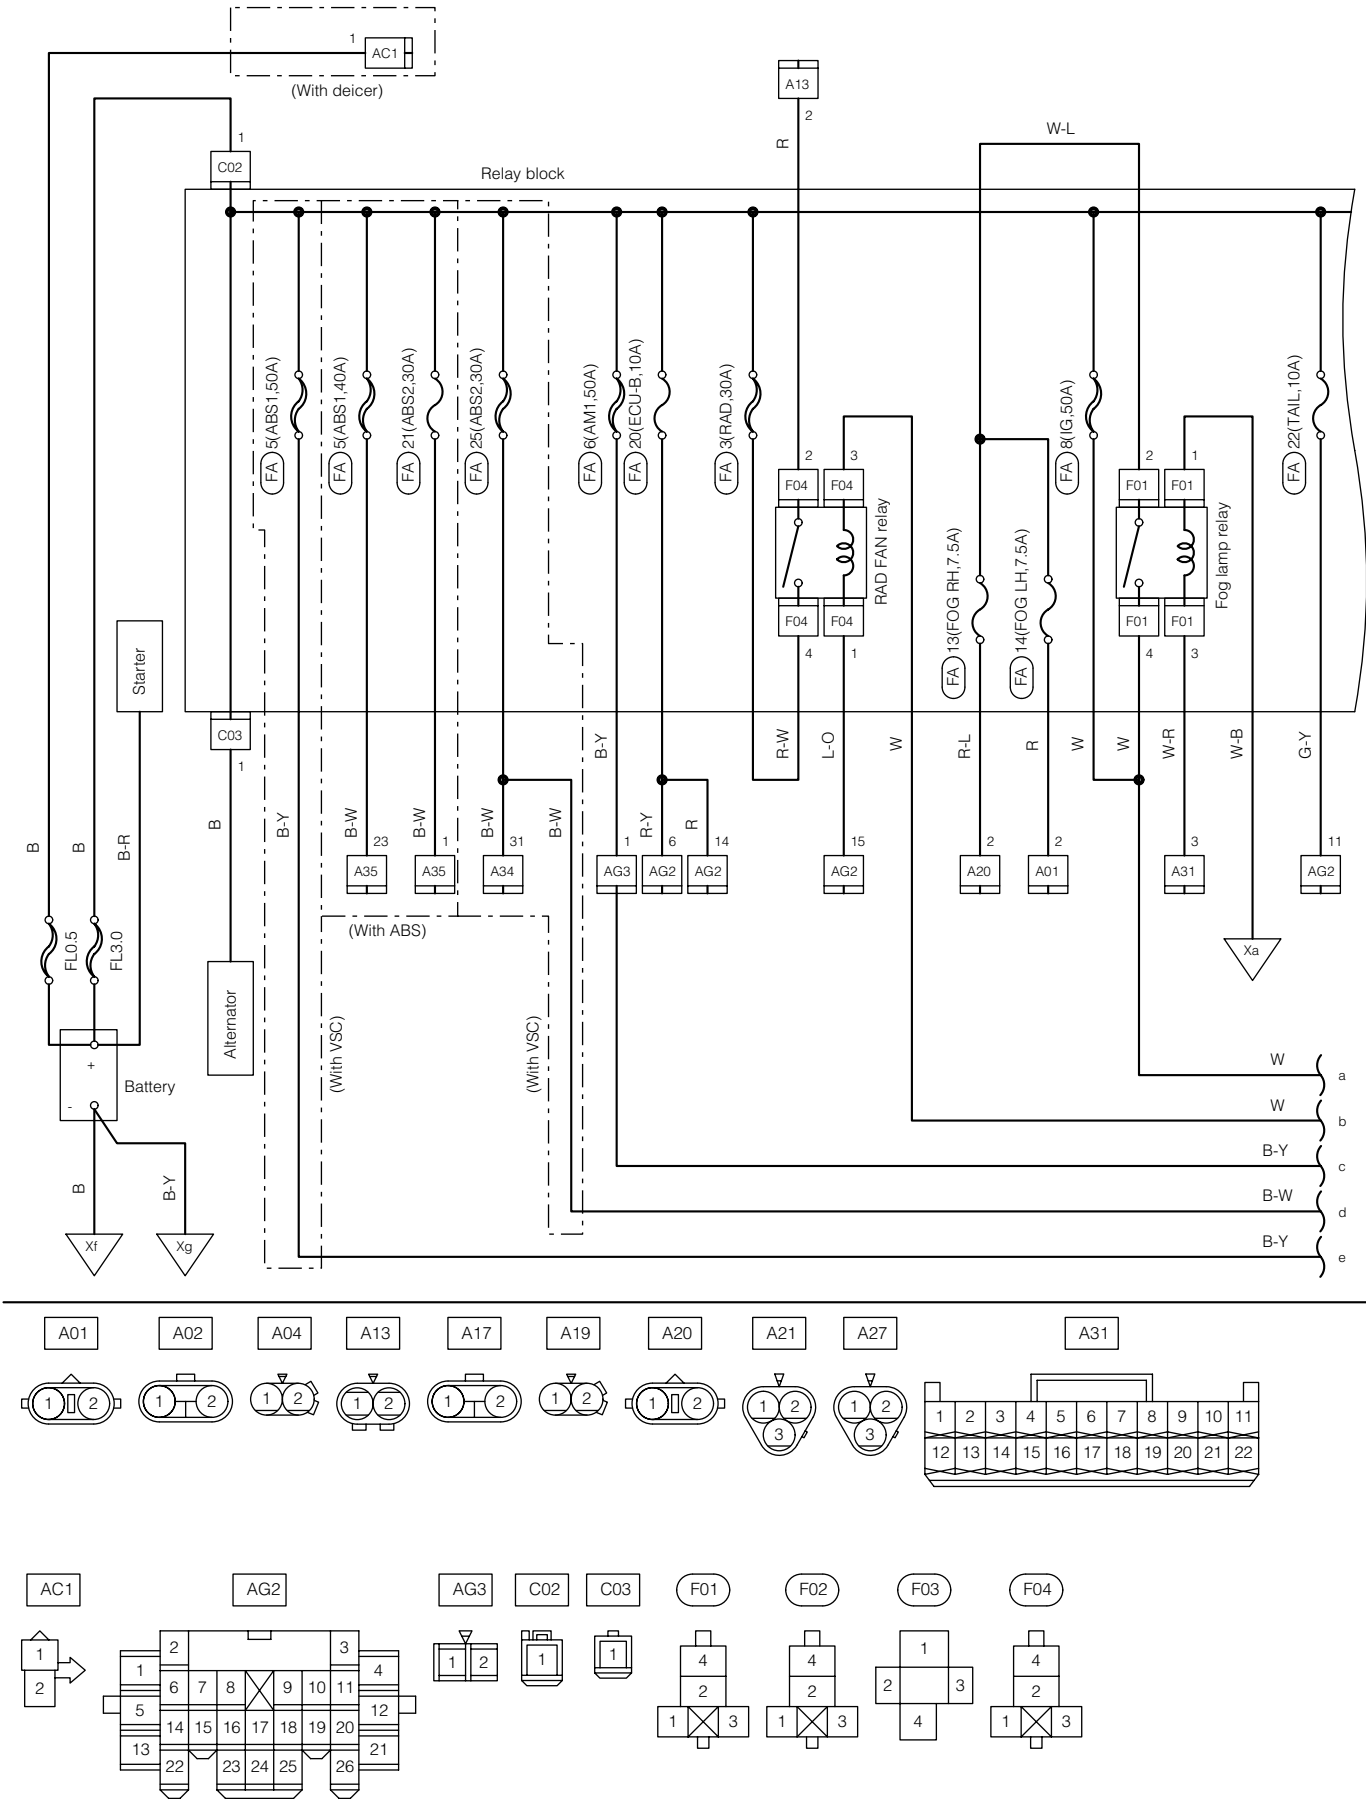 1
AC1
(With deicer)
A13
2
R
W-L
1
C02
Relay block
FA 5(ABS1,50A)
FA 5(ABS1,40A)
FA 21(ABS2,30A)
FA 25(ABS2,30A)
FA 6(AM1,50A)
FA 20(ECU-B,10A)
FA 3(RAD,30A)
FA 8(IG,50A)
FA 22(TAIL,10A)
2 3
F04 F04
RAD FAN relay
F04 F04
4 1
FA 13(FOG RH,7.5A)
FA 14(FOG LH,7.5A)
2 1
F01 F01
Fog lamp relay
F01 F01
4 3
Starter
C03
1
B-Y R-W L-O W R-L R W W W-R W-B G-Y
B B B-R B B-Y B-W B-W B-W B-W R-Y R
23 1 31 1 6 14 15 2 2 3 11
A35 A35 A34 AG3 AG2 AG2 AG2 A20 A01 A31 AG2
(With ABS)
FL0.5
FL3.0
Xa
Alternator
(With VSC)
(With VSC)
+
-
Battery
W a
W b
B-Y c
B-W d
B-Y e
B B-Y
Xf Xg
A01 A02 A04 A13 A17 A19 A20 A21 A27 A31
1 2 1 2 1 2 1 2 1 2 1 2 1 2 1 2 1 2
3 3
1 2 3 4 5 6 7 8 9 10 11
12 13 14 15 16 17 18 19 20 21 22
AC1 AG2 AG3 C02 C03 F01 F02 F03 F04
1
2
2 3
1 4
6 7 8 9 10 11
5 12
14 15 16 17 18 19 20
13 21
22 23 24 25 26
1 2
1
1
4
2
1 3
4
2
1 3
1
2 3
4
4
2
1 3